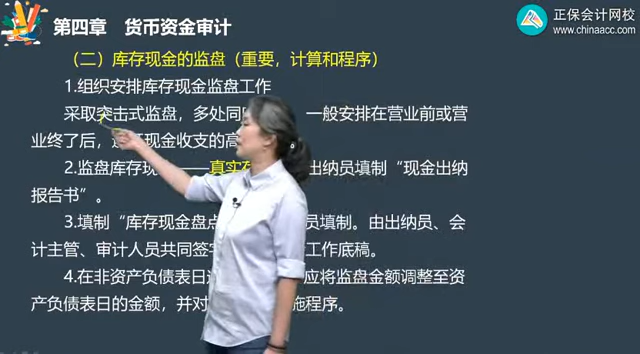 第四章 货币资金审计
正保会计网校
www.chinaacc.com
（二）库存现金的监盘（重要，计算和程序）
1.组织安排库存现金监盘工作
采取突击式监盘，多处同 一般安排在营业前或营
业终了后， 现金收支的高
2.监盘库存现 ——真实 出纳员填制“现金出纳
报告书”。
3.填制“库存现金盘点 员填制。由出纳员、会
计主管、审计人员共同签 工作底稿。
4.在非资产负债表日 应将监盘金额调整至资
产负债表日的金额，并对 施程序。